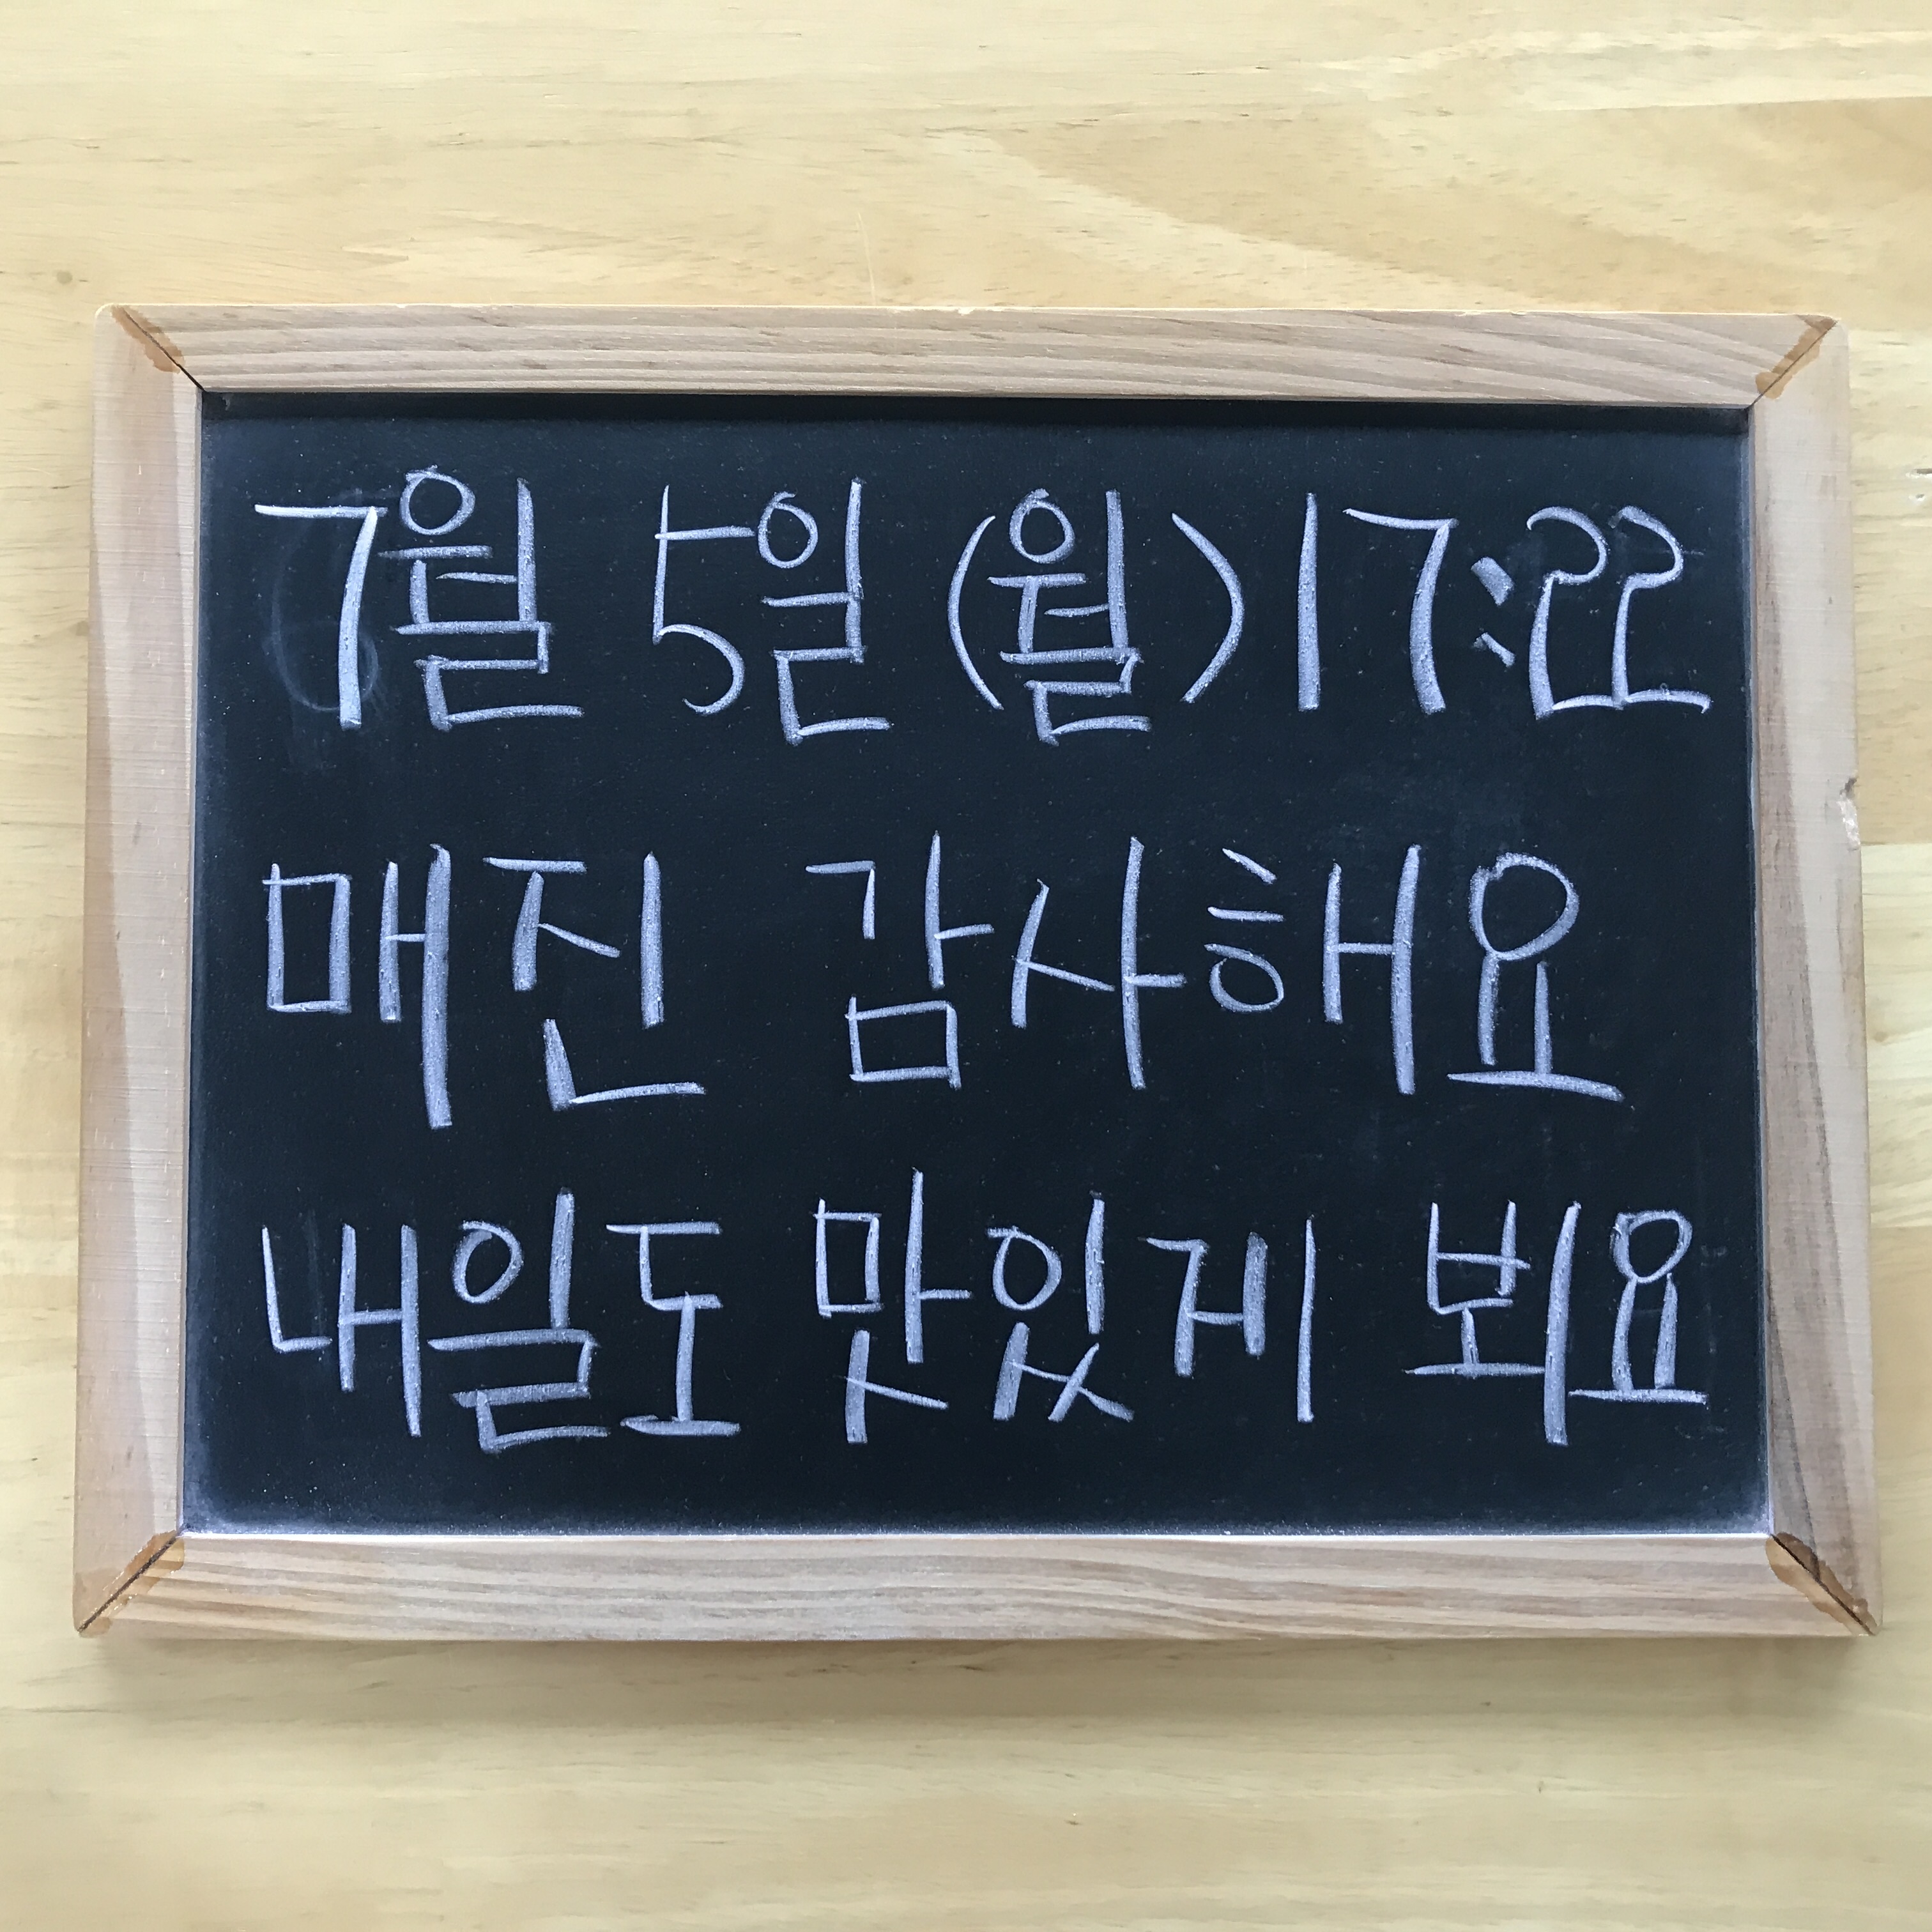 7월 5일 (월) 17:22
매진 감사해요
내일도 맛있게 뵈요